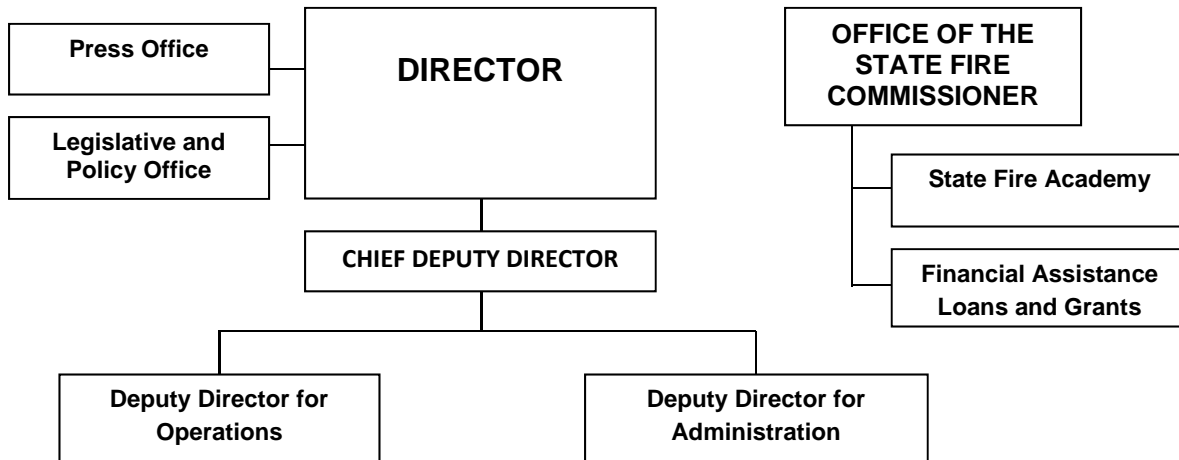 Press Office
DIRECTOR
OFFICE OF THE
STATE FIRE
COMMISSIONER
Legislative and
Policy Office
State Fire Academy
CHIEF DEPUTY DIRECTOR
Financial Assistance
Loans and Grants
Deputy Director for
Operations
Deputy Director for
Administration